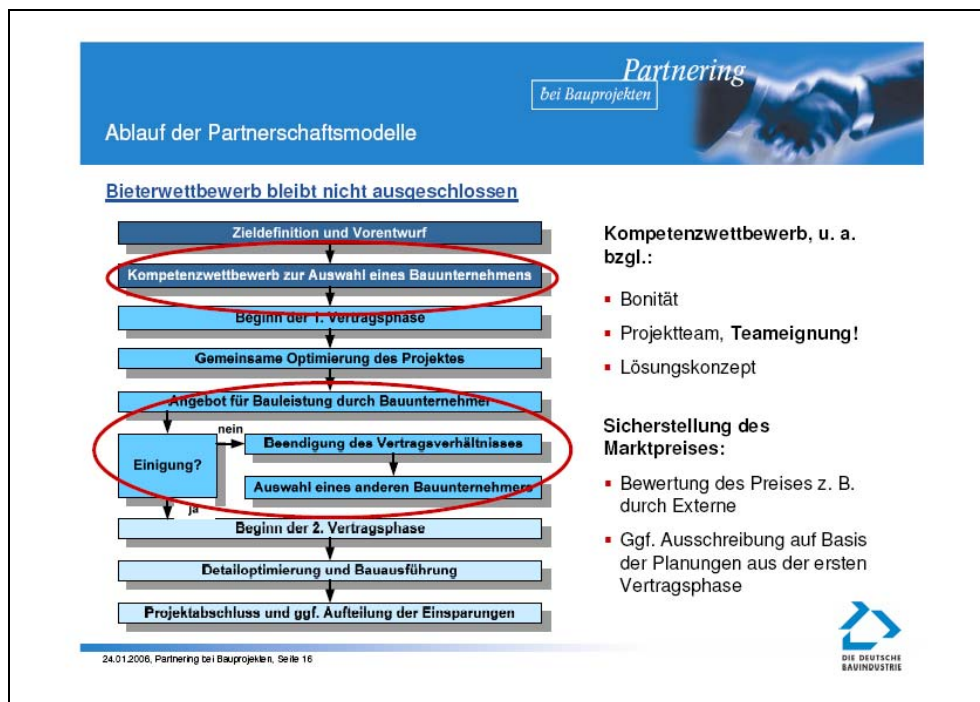 Partnering
bei Bauprojekten
Ablauf der Partnerschaftsmodelle
Bieterwettbewerb bleibt nicht ausgeschlossen
Zieldefinition und Vorentwurf
Kompetenzwettbewerb zur Auswahl eines Bauunternehmens
Beginn der 1. Vertragsphase
Gemeinsame Optimierung des Projektes
Angebot für Bauleistung durch Bauunternehmer
nein
Einigung?
Beendigung des Vertragsverhältnisses
Auswahl eines anderen Bauunternehmers
ja
Beginn der 2. Vertragsphase
Detailoptimierung und Bauausführung
Projektabschluss und ggf. Aufteilung der Einsparungen
Kompetenzwettbewerb, u. a.
bzgl.:
Bonität
Projektteam, Teameignung!
Lösungskonzept
Sicherstellung des
Marktpreises:
Bewertung des Preises z. B.
durch Externe
Ggf. Ausschreibung auf Basis
der Planungen aus der ersten
Vertragsphase
24.01.2006, Partnering bei Bauprojekten, Seite 16
DIE DEUTSCHE
BAUINDUSTRIE